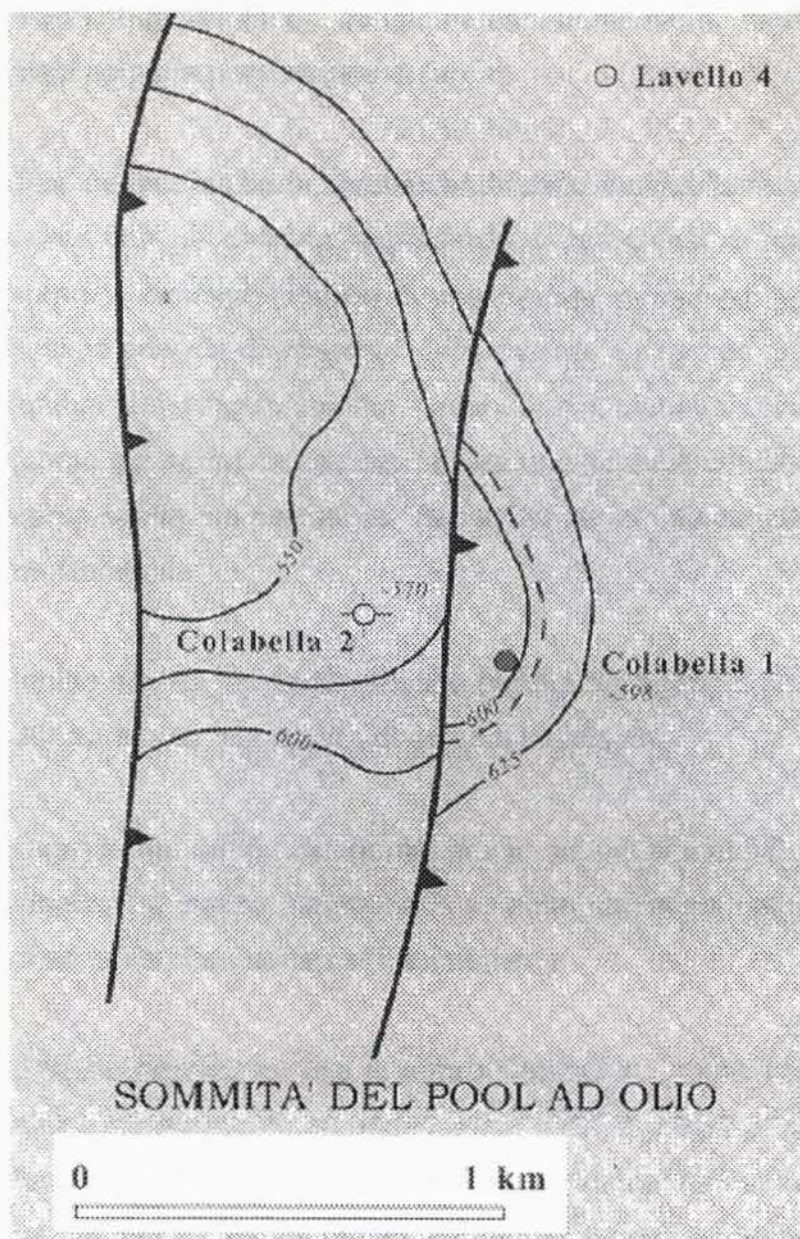 Lavello 4
550
-570
Colabella 2
Colabella 1
-598
600
600
625
SOMMITA' DEL POOL AD OLIO
0 1 km